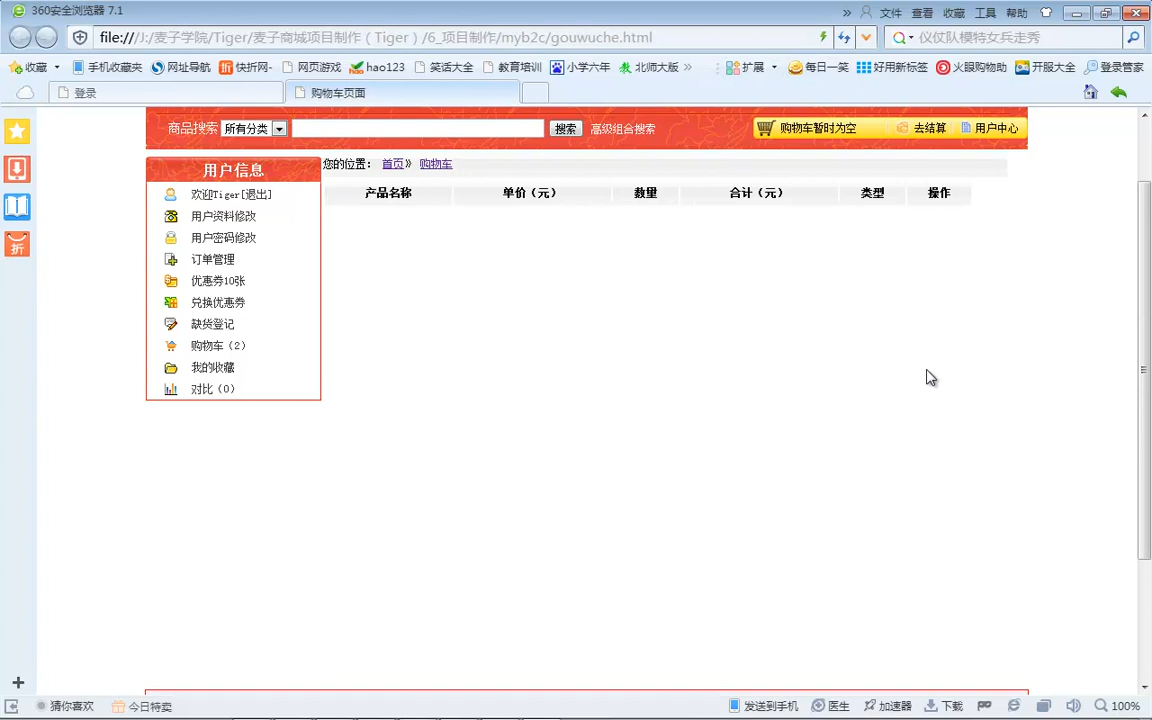 360安全浏览器 7.1
» 文件 查看 收藏 工具 帮助
file:///J:/麦子学院/Tiger/麦子商城项目制作（Tiger）/6_项目制作/myb2c/gouwuche.html
仪仗队模特女兵走秀
收藏 手机收藏夹 网址导航 快折网- 网页游戏 hao123 笑话大全 教育培训 小学六年 北师大版 » 扩展 每日一笑 好用新标签 火眼购物助 开服大全 登录管家
登录 购物车页面
商品搜索 所有分类 搜索 高级组合搜索 购物车暂时为空 去结算 用户中心
用户信息
您的位置： 首页》 购物车
产品名称 单价（元） 数量 合计（元） 类型 操作
欢迎Tiger[退出]
用户资料修改
用户密码修改
订单管理
优惠券10张
兑换优惠券
缺货登记
购物车（2）
我的收藏
对比（0）
折
猜你喜欢 今日特卖 发送到手机 医生 加速器 下载 100%